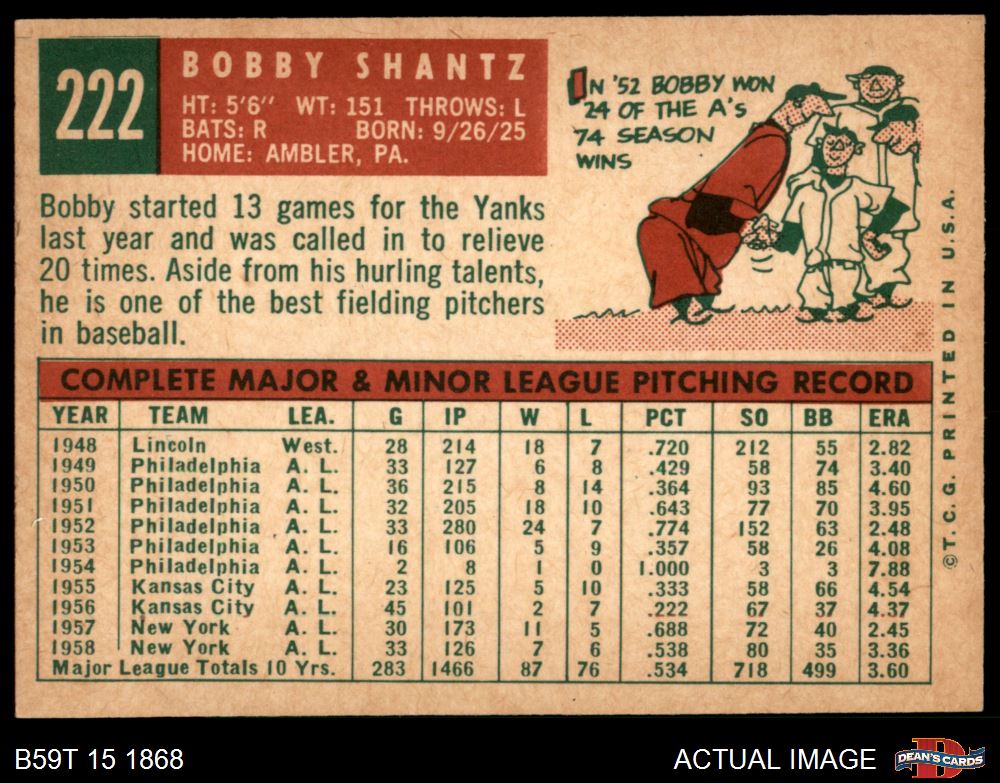 222
BOBBY SHANTZ
HT: 5'6" WT: 151 THROWS: L
BATS: R BORN: 9/26/25
HOME: AMBLER, PA.
IN '52 BOBBY WON
24 OF THE A's
74 SEASON
WINS
Bobby started 13 games for the Yanks
last year and was called in to relieve
20 times. Aside from his hurling talents,
he is one of the best fielding pitchers
in baseball.
COMPLETE MAJOR & MINOR LEAGUE PITCHING RECORD
YEAR TEAM LEA. G IP W L PCT SO BB ERA
1948 Lincoln West. 28 214 18 7 .720 212 55 2.82
1949 Philadelphia A. L. 33 127 6 8 .429 58 74 3.40
1950 Philadelphia A. L. 36 215 8 14 .364 93 85 4.60
1951 Philadelphia A. L. 32 205 18 10 .643 77 70 3.95
1952 Philadelphia A. L. 33 280 24 7 .774 152 63 2.48
1953 Philadelphia A. L. 16 106 5 9 .357 58 26 4.08
1954 Philadelphia A. L. 2 8 1 0 1.000 3 3 7.88
1955 Kansas City A. L. 23 125 5 10 .333 58 66 4.54
1956 Kansas City A. L. 45 101 2 7 .222 67 37 4.37
1957 New York A. L. 30 173 11 5 .688 72 40 2.45
1958 New York A. L. 33 126 7 6 .538 80 35 3.36
Major League Totals 10 Yrs. 283 1466 87 76 .534 718 499 3.60
© T. C. G. PRINTED IN U. S. A.
B59T 15 1868
ACTUAL IMAGE
D
DEAN'S CARDS